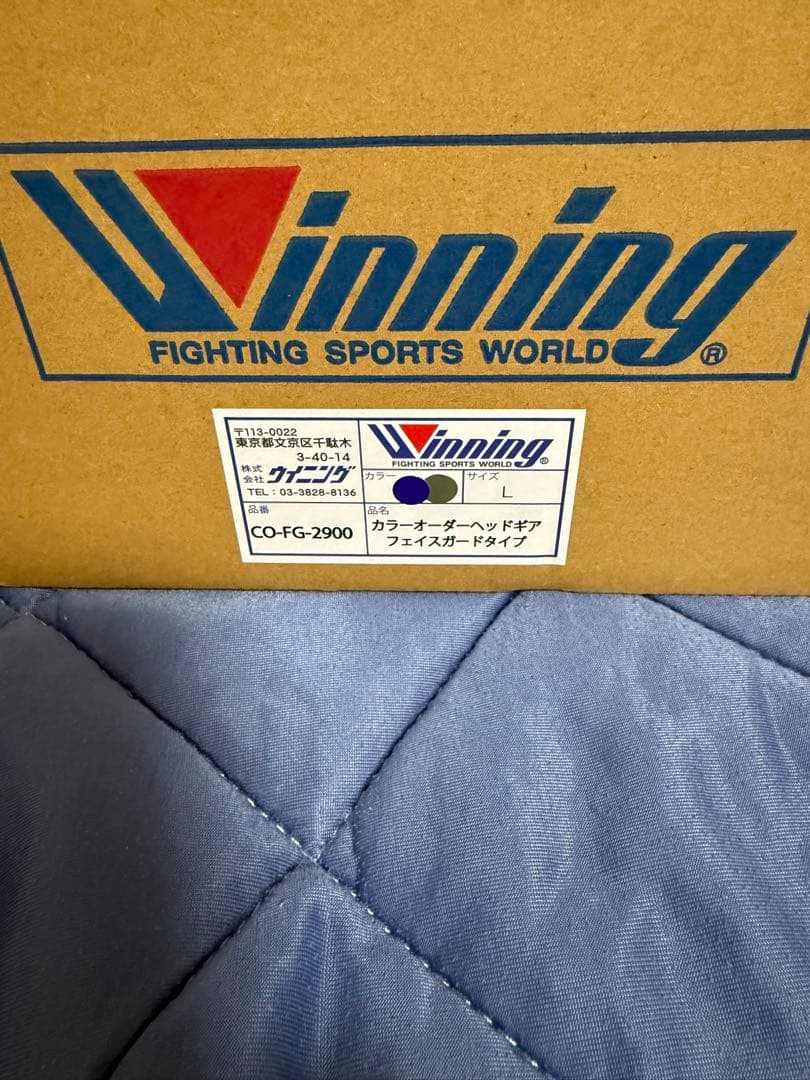 Winning
FIGHTING SPORTS WORLD®
〒113-0022
東京都文京区千駄木
3-40-14
株式会社 ウイニング
TEL：03-3828-8136
Winning
FIGHTING SPORTS WORLD®
カラー
サイズ
L
品番
CO-FG-2900
品名
カラーオーダーヘッドギア
フェイスガードタイプ